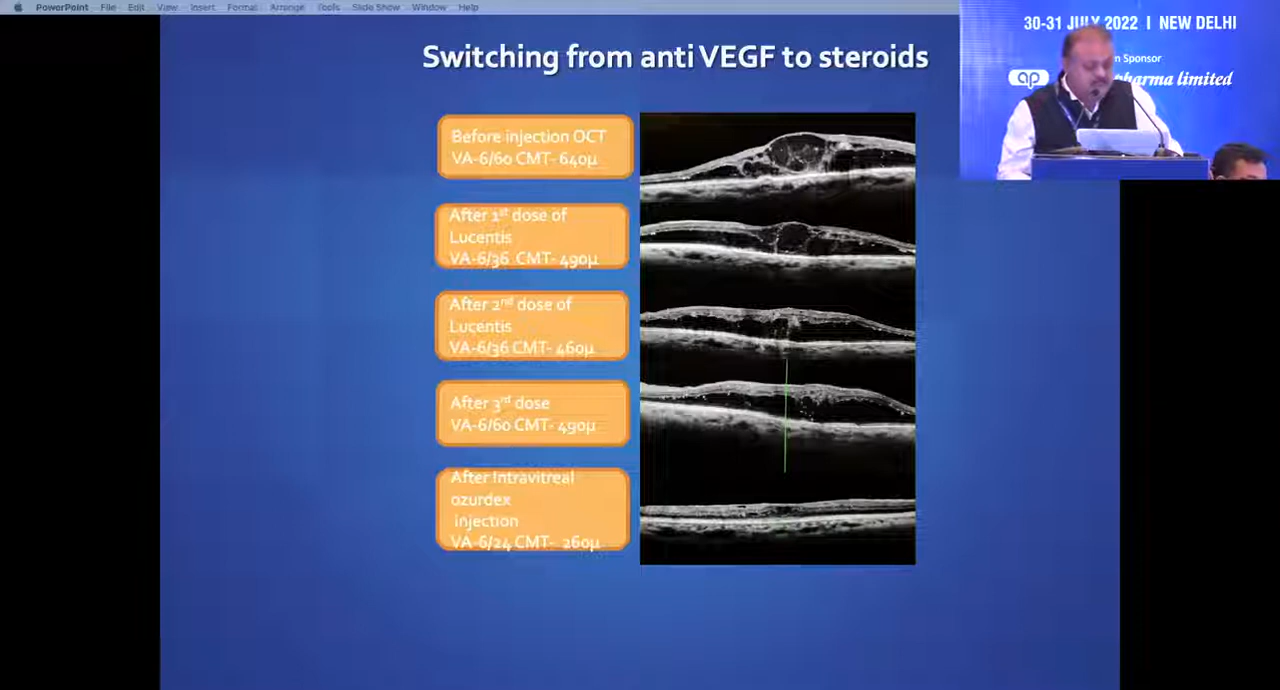 PowerPoint File Edit View Insert Format Arrange Tools Slide Show Window Help
Switching from anti VEGF to steroids
30-31 JULY 2022 | NEW DELHI
Sponsor
ap pharma limited
Before injection OCT
VA-6/60 CMT- 640µ
After 1st dose of
Lucentis
VA-6/36 CMT- 490µ
After 2nd dose of
Lucentis
VA-6/36 CMT- 460µ
After 3rd dose
VA-6/60 CMT- 490µ
After Intravitreal
ozurdex
injection
VA-6/24 CMT- 260µ